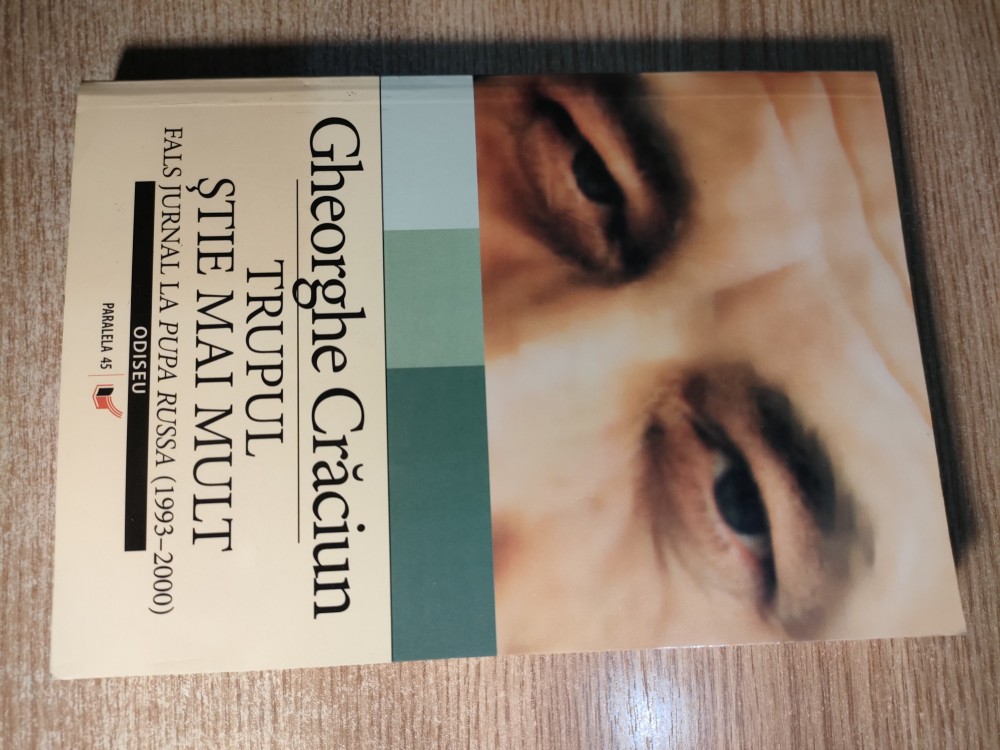 Gheorghe Crăciun
TRUPUL
ŞTIE MAI MULT
FALS JURNAL LA PUPA RUSSA (1993–2000)
ODISEU
PARALELA 45